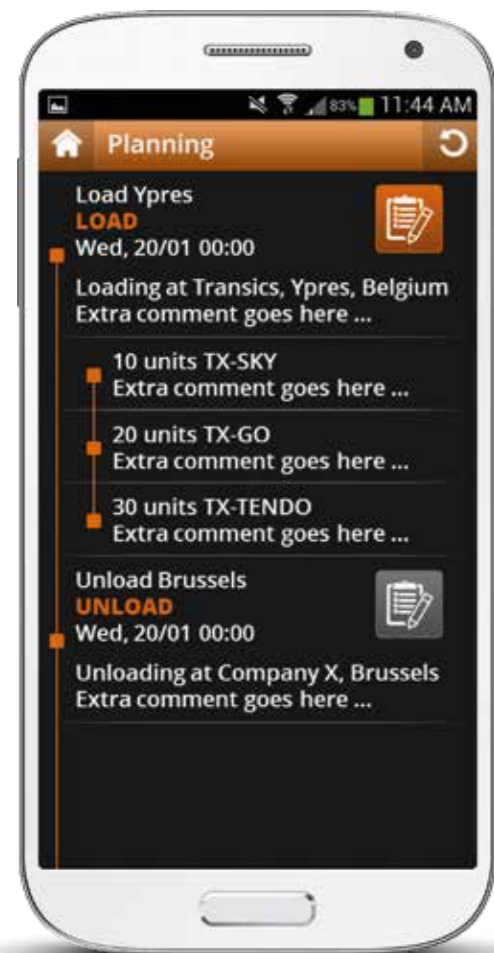 83% 11:44 AM
Planning
Load Ypres
LOAD
Wed, 20/01 00:00
Loading at Transics, Ypres, Belgium
Extra comment goes here ...
10 units TX-SKY
Extra comment goes here ...
20 units TX-GO
Extra comment goes here ...
30 units TX-TENDO
Extra comment goes here ...
Unload Brussels
UNLOAD
Wed, 20/01 00:00
Unloading at Company X, Brussels
Extra comment goes here ...